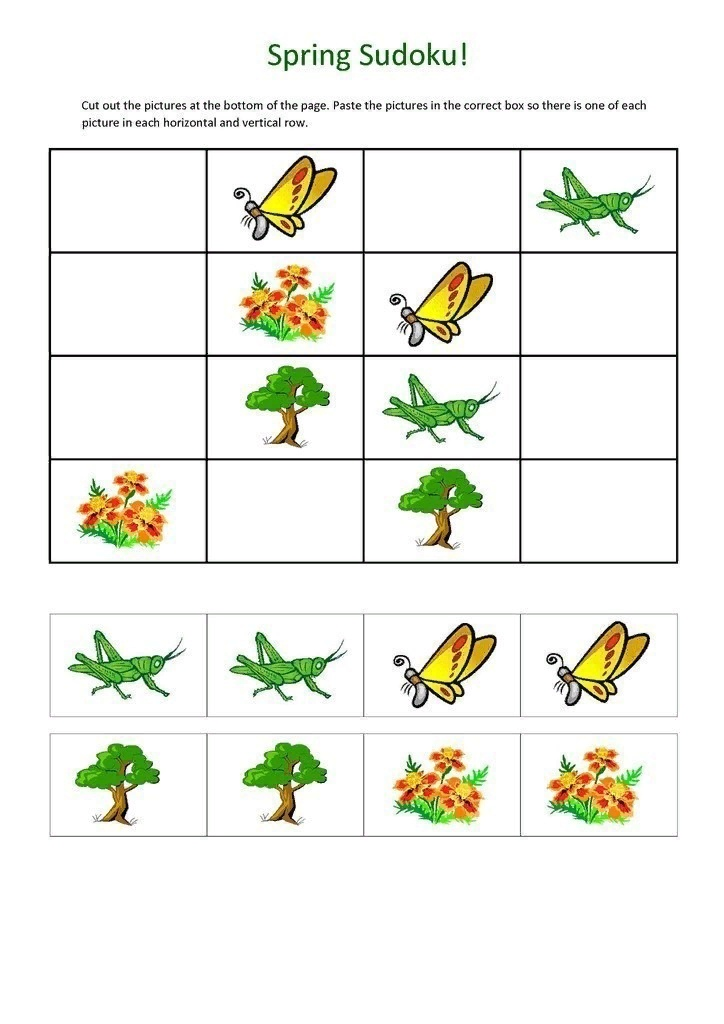 Spring Sudoku!
Cut out the pictures at the bottom of the page. Paste the pictures in the correct box so there is one of each
picture in each horizontal and vertical row.